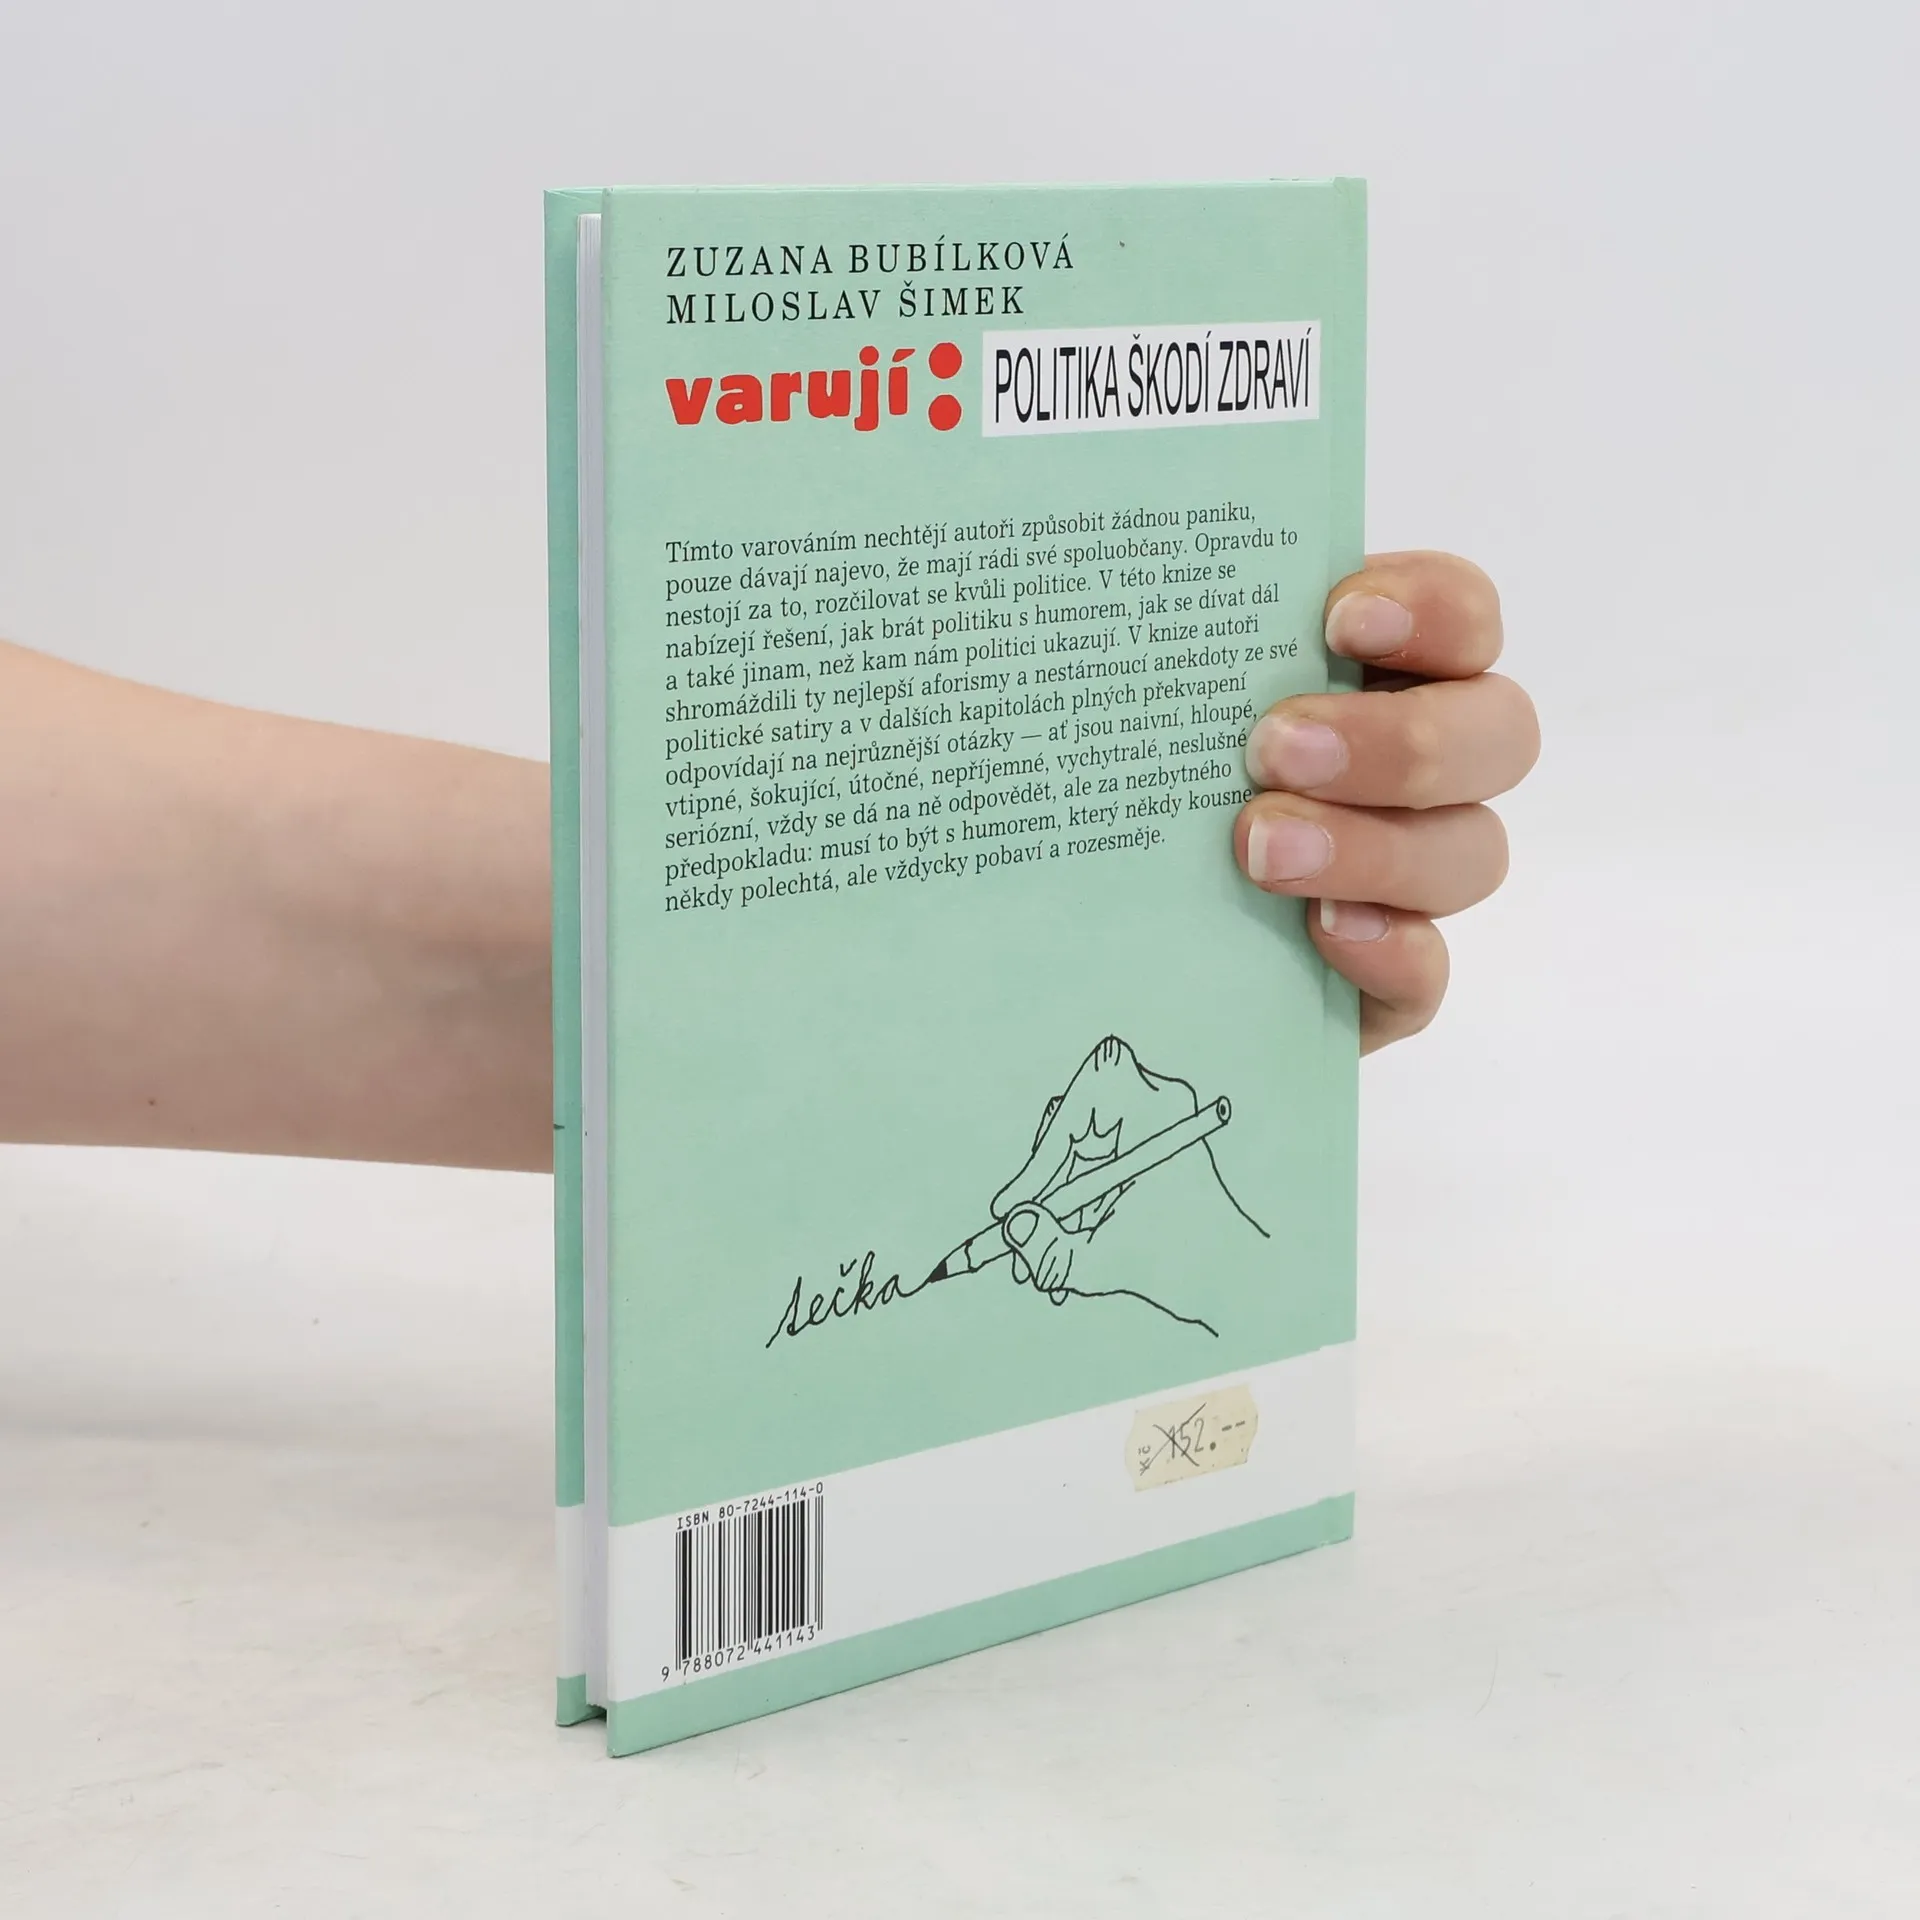 ZUZANA BUBÍLKOVÁ
MILOSLAV ŠIMEK
varují: POLITIKA ŠKODÍ ZDRAVÍ
Tímto varováním nechtějí autoři způsobit žádnou paniku,
pouze dávají najevo, že mají rádi své spoluobčany. Opravdu to
nestojí za to, rozčilovat se kvůli politice. V této knize se
nabízejí řešení, jak brát politiku s humorem, jak se dívat dál
a také jinam, než kam nám politici ukazují. V knize autoři
shromáždili ty nejlepší aforismy a nestárnoucí anekdoty ze své
politické satiry a v dalších kapitolách plných překvapení
odpovídají na nejrůznější otázky — ať jsou naivní, hloupé,
vtipné, šokující, útočné, nepříjemné, vychytralé, neslušné
seriózní, vždy se dá na ně odpovědět, ale za nezbytného
předpokladu: musí to být s humorem, který někdy kousne
někdy polechtá, ale vždycky pobaví a rozesměje.
tečka
Kč 152.--
ISBN 80-7244-114-0
9 788072 441143